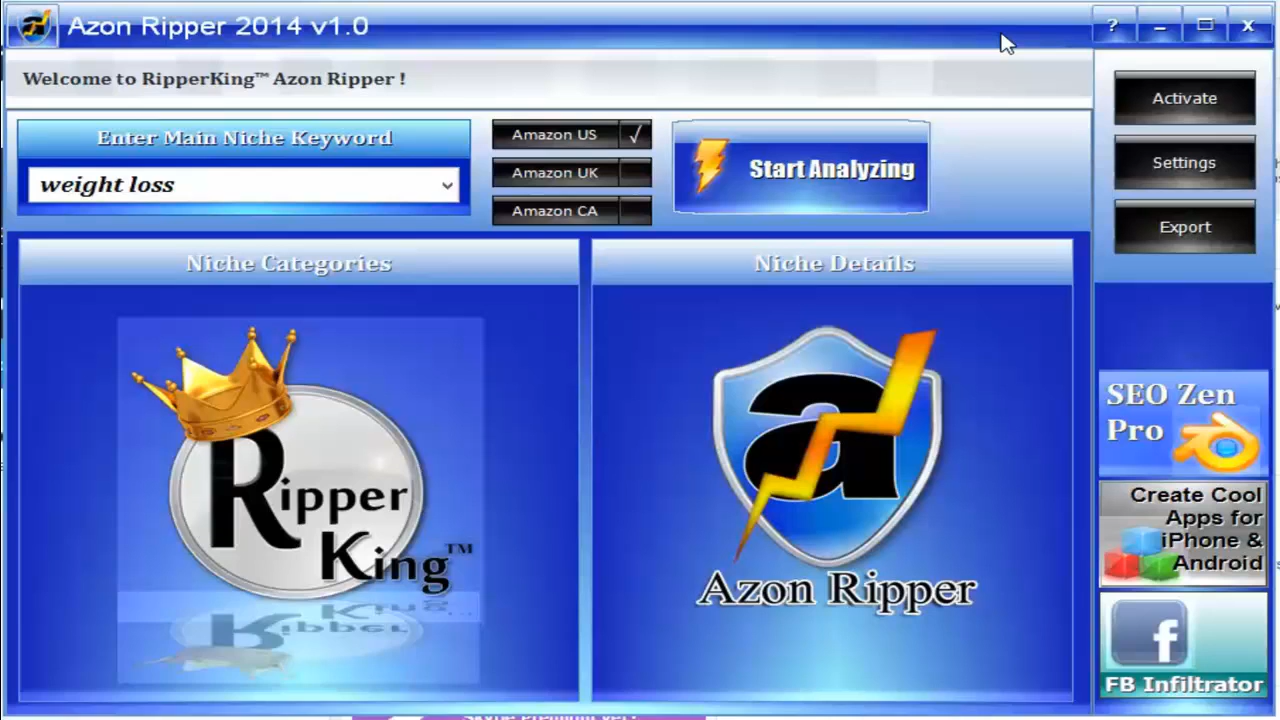 Azon Ripper 2014 v1.0
?
Welcome to RipperKing™ Azon Ripper !
Activate
Settings
Export
Enter Main Niche Keyword
weight loss
Amazon US √
Amazon UK
Amazon CA
Start Analyzing
Niche Categories
Niche Details
Ripper
King™
a
Azon Ripper
SEO Zen
Pro
Create Cool
Apps for
iPhone &
Android
f
FB Infiltrator